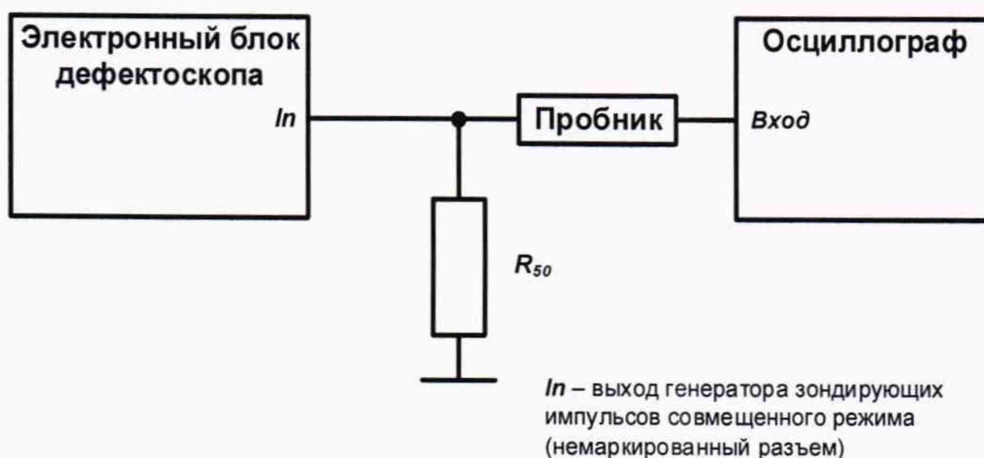 Электронный блок
дефектоскопа
In
Пробник
Осциллограф
Вход
R50
In – выход генератора зондирующих
импульсов совмещенного режима
(немаркированный разъем)